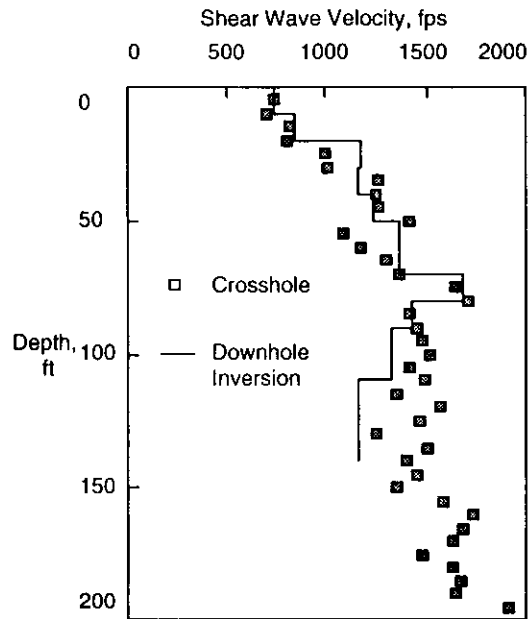 Shear Wave Velocity, fps
0 500 1000 1500 2000
0
50
Crosshole
Depth,
ft
Downhole
Inversion
100
150
200